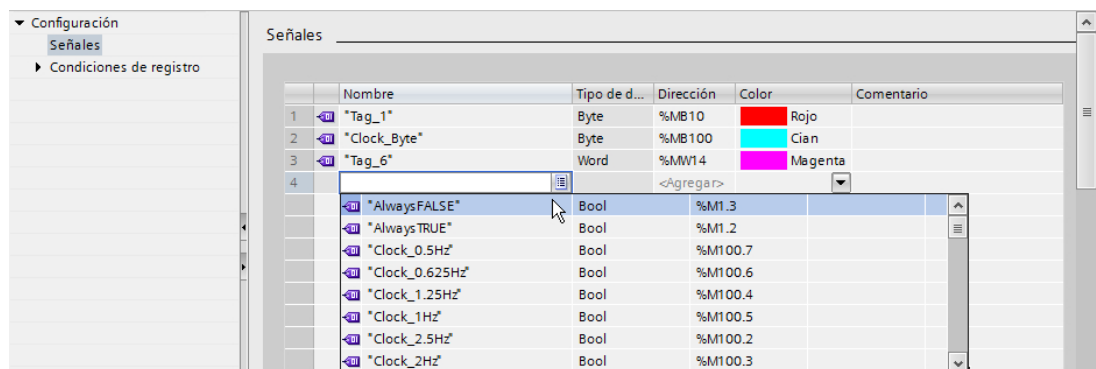 Configuración
Señales
Condiciones de registro
Señales
Nombre Tipo de d... Dirección Color Comentario
1 "Tag_1" Byte %MB10 Rojo
2 "Clock_Byte" Byte %MB100 Cian
3 "Tag_6" Word %MW14 Magenta
4 <Agregar>
"AlwaysFALSE" Bool %M1.3
"AlwaysTRUE" Bool %M1.2
"Clock_0.5Hz" Bool %M100.7
"Clock_0.625Hz" Bool %M100.6
"Clock_1.25Hz" Bool %M100.4
"Clock_1Hz" Bool %M100.5
"Clock_2.5Hz" Bool %M100.2
"Clock_2Hz" Bool %M100.3